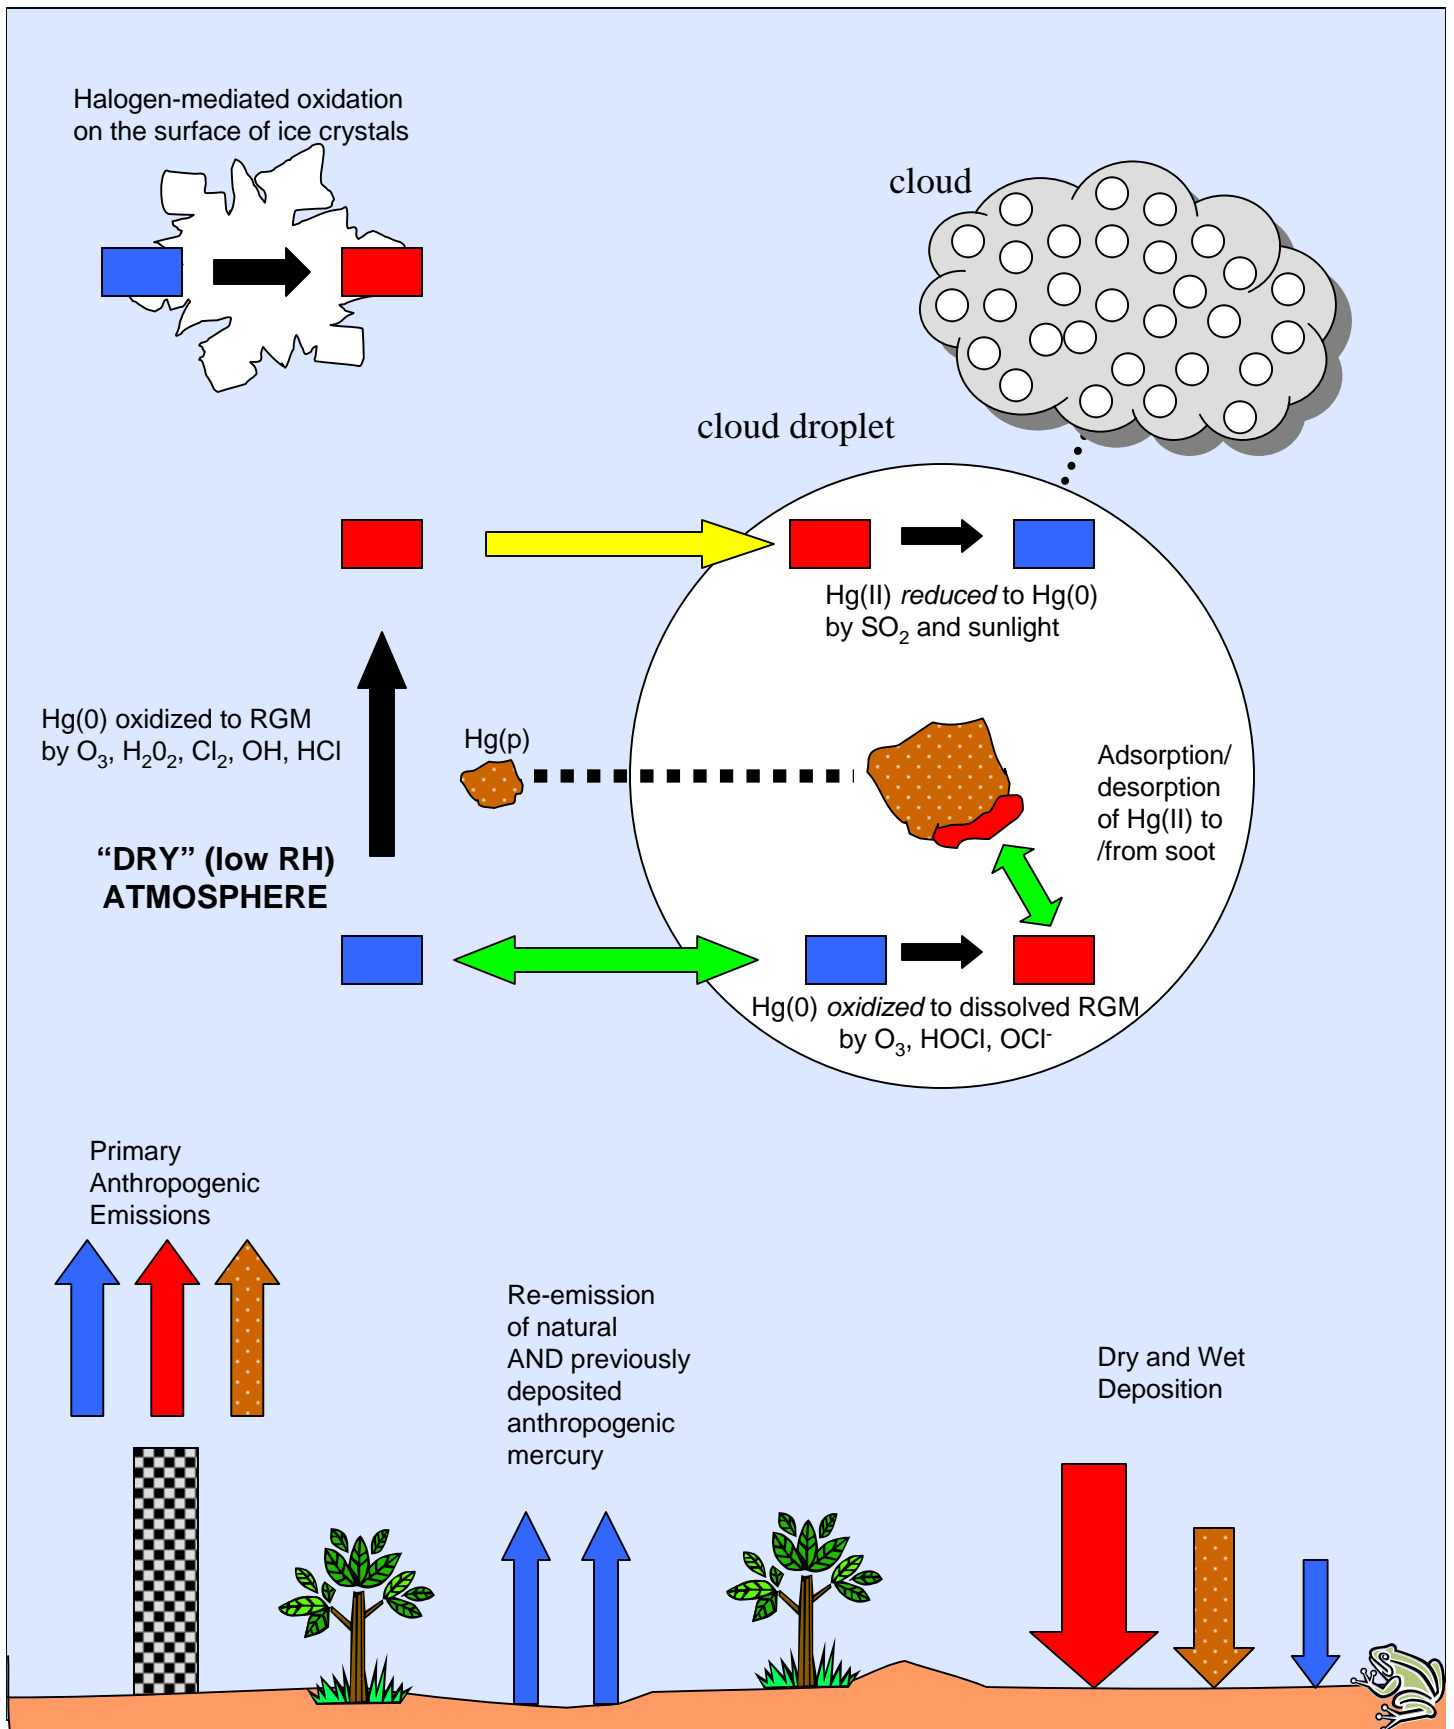 Halogen-mediated oxidation
on the surface of ice crystals
cloud
cloud droplet
Hg(II) reduced to Hg(0)
by SO₂ and sunlight
Hg(0) oxidized to RGM
by O₃, H₂0₂, Cl₂, OH, HCl
Hg(p)
Adsorption/
desorption
of Hg(II) to
/from soot
“DRY” (low RH)
ATMOSPHERE
Hg(0) oxidized to dissolved RGM
by O₃, HOCl, OCl⁻
Primary
Anthropogenic
Emissions
Re-emission
of natural
AND previously
deposited
anthropogenic
mercury
Dry and Wet
Deposition